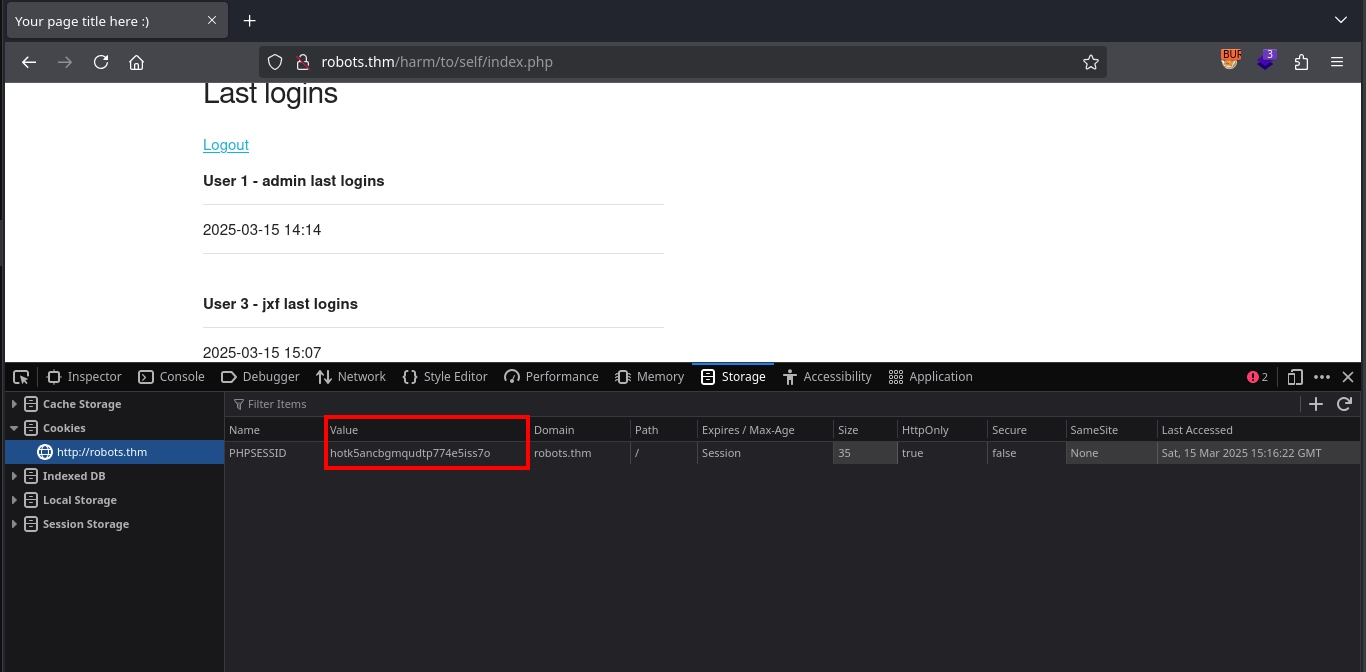 Your page title here :)
robots.thm/harm/to/self/index.php
BUR
3
Last logins
Logout
User 1 - admin last logins
2025-03-15 14:14
User 3 - jxf last logins
2025-03-15 15:07
Inspector Console Debugger Network Style Editor Performance Memory Storage Accessibility Application 2
Cache Storage
Cookies
http://robots.thm
Indexed DB
Local Storage
Session Storage
Filter Items
Name Value Domain Path Expires / Max-Age Size HttpOnly Secure SameSite Last Accessed
PHPSESSID hotk5ancbgmqudtp774e5iss7o robots.thm / Session 35 true false None Sat, 15 Mar 2025 15:16:22 GMT